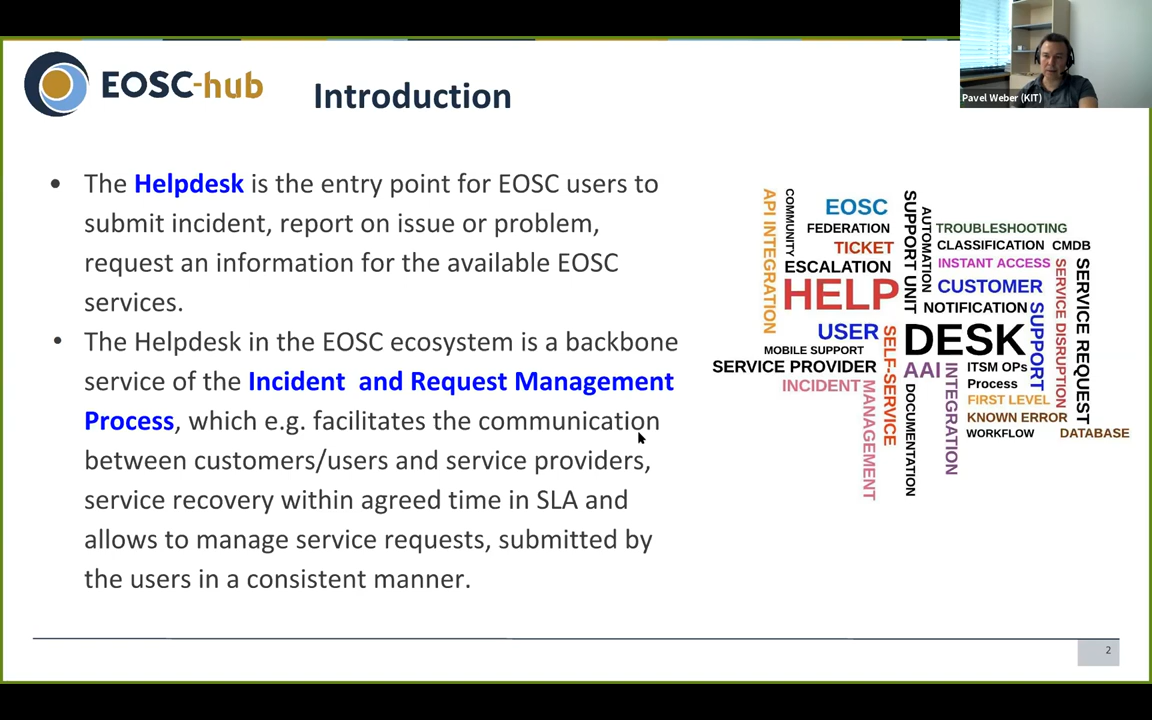 EOSC-hub
Introduction
Pavel Weber (KIT)
• The Helpdesk is the entry point for EOSC users to
submit incident, report on issue or problem,
request an information for the available EOSC
services.
• The Helpdesk in the EOSC ecosystem is a backbone
service of the Incident and Request Management
Process, which e.g. facilitates the communication
between customers/users and service providers,
service recovery within agreed time in SLA and
allows to manage service requests, submitted by
the users in a consistent manner.
API INTEGRATION
COMMUNITY
EOSC
FEDERATION
TICKET
ESCALATION
HELP
USER
MOBILE SUPPORT
SERVICE PROVIDER
INCIDENT
MANAGEMENT
SELF-SERVICE
SUPPORT UNIT
AUTOMATION
TROUBLESHOOTING
CLASSIFICATION
CMDB
INSTANT ACCESS
CUSTOMER
NOTIFICATION
DESK
SUPPORT
SERVICE DISRUPTION
SERVICE REQUEST
AAI
INTEGRATION
DOCUMENTATION
ITSM OPs
Process
FIRST LEVEL
KNOWN ERROR
WORKFLOW
DATABASE
2